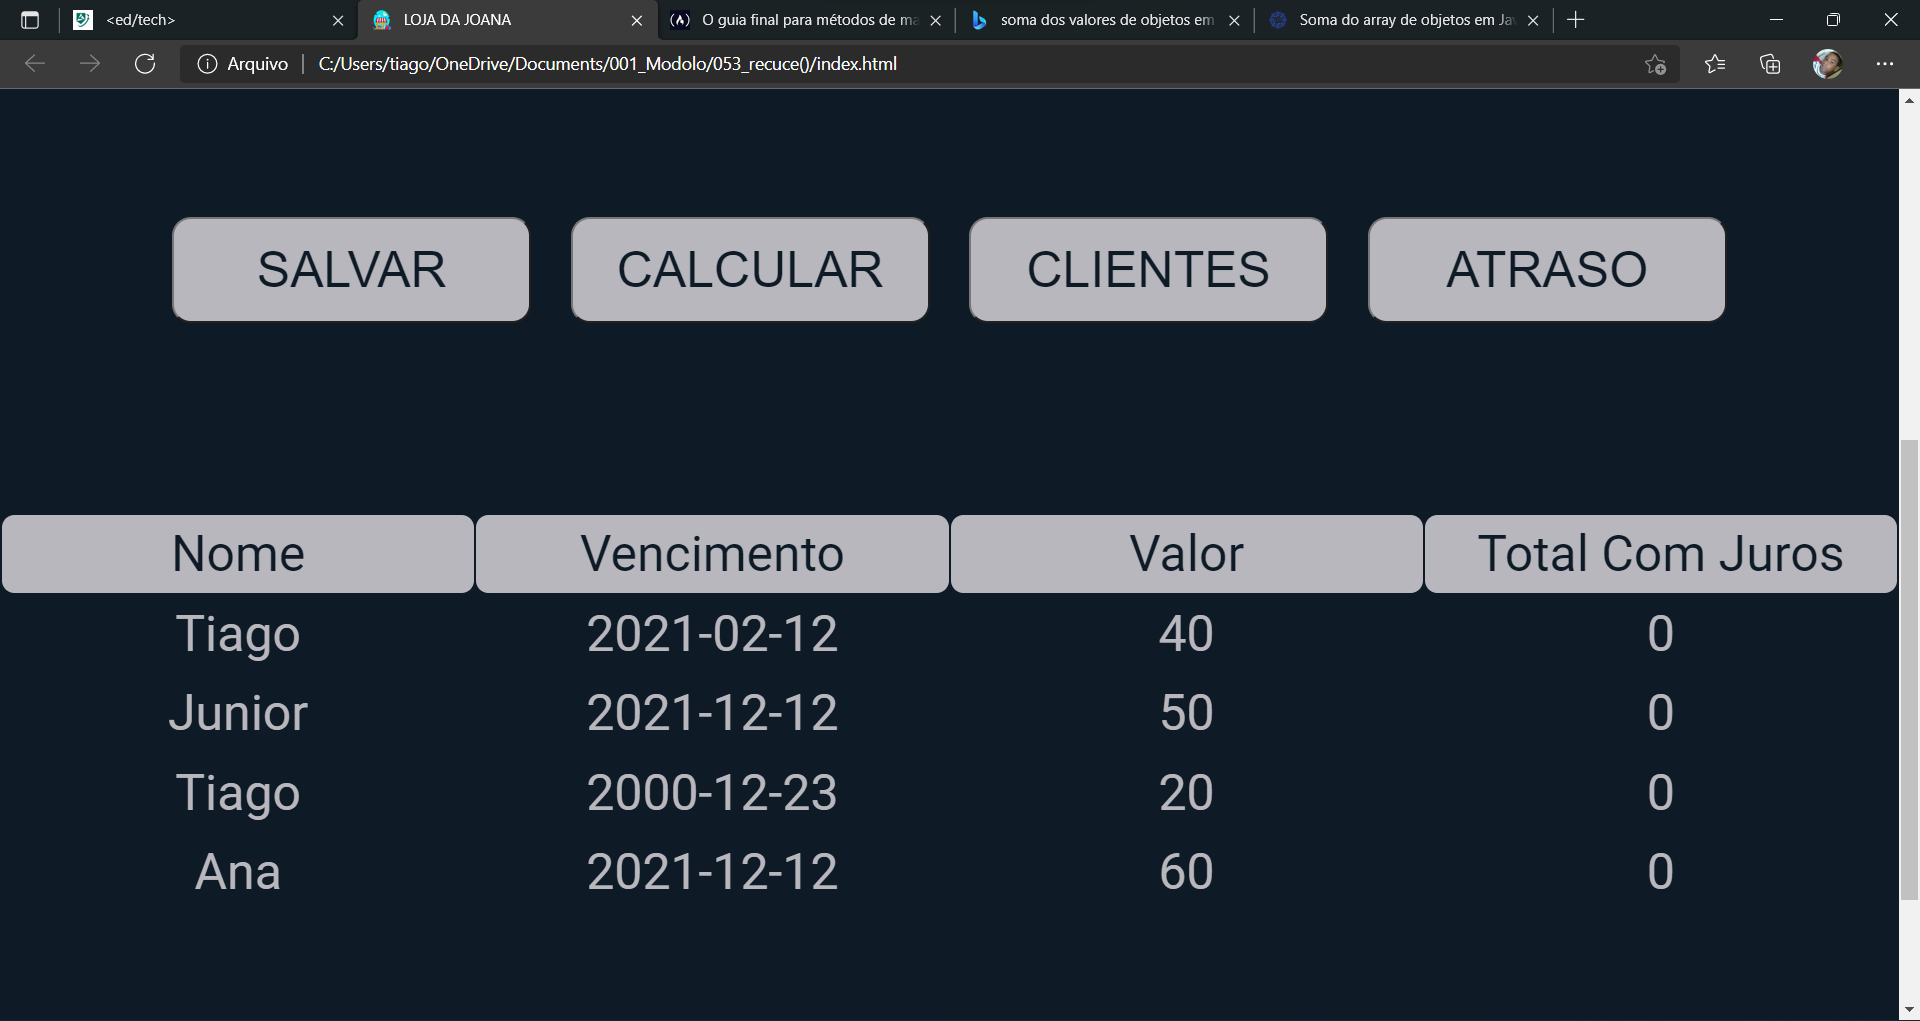 <ed/tech>
LOJA DA JOANA
O guia final para métodos de ma
soma dos valores de objetos em
Soma do array de objetos em Ja
Arquivo
C:/Users/tiago/OneDrive/Documents/001_Modolo/053_recuce()/index.html
SALVAR CALCULAR CLIENTES ATRASO
Nome Vencimento Valor Total Com Juros
Tiago 2021-02-12 40 0
Junior 2021-12-12 50 0
Tiago 2000-12-23 20 0
Ana 2021-12-12 60 0